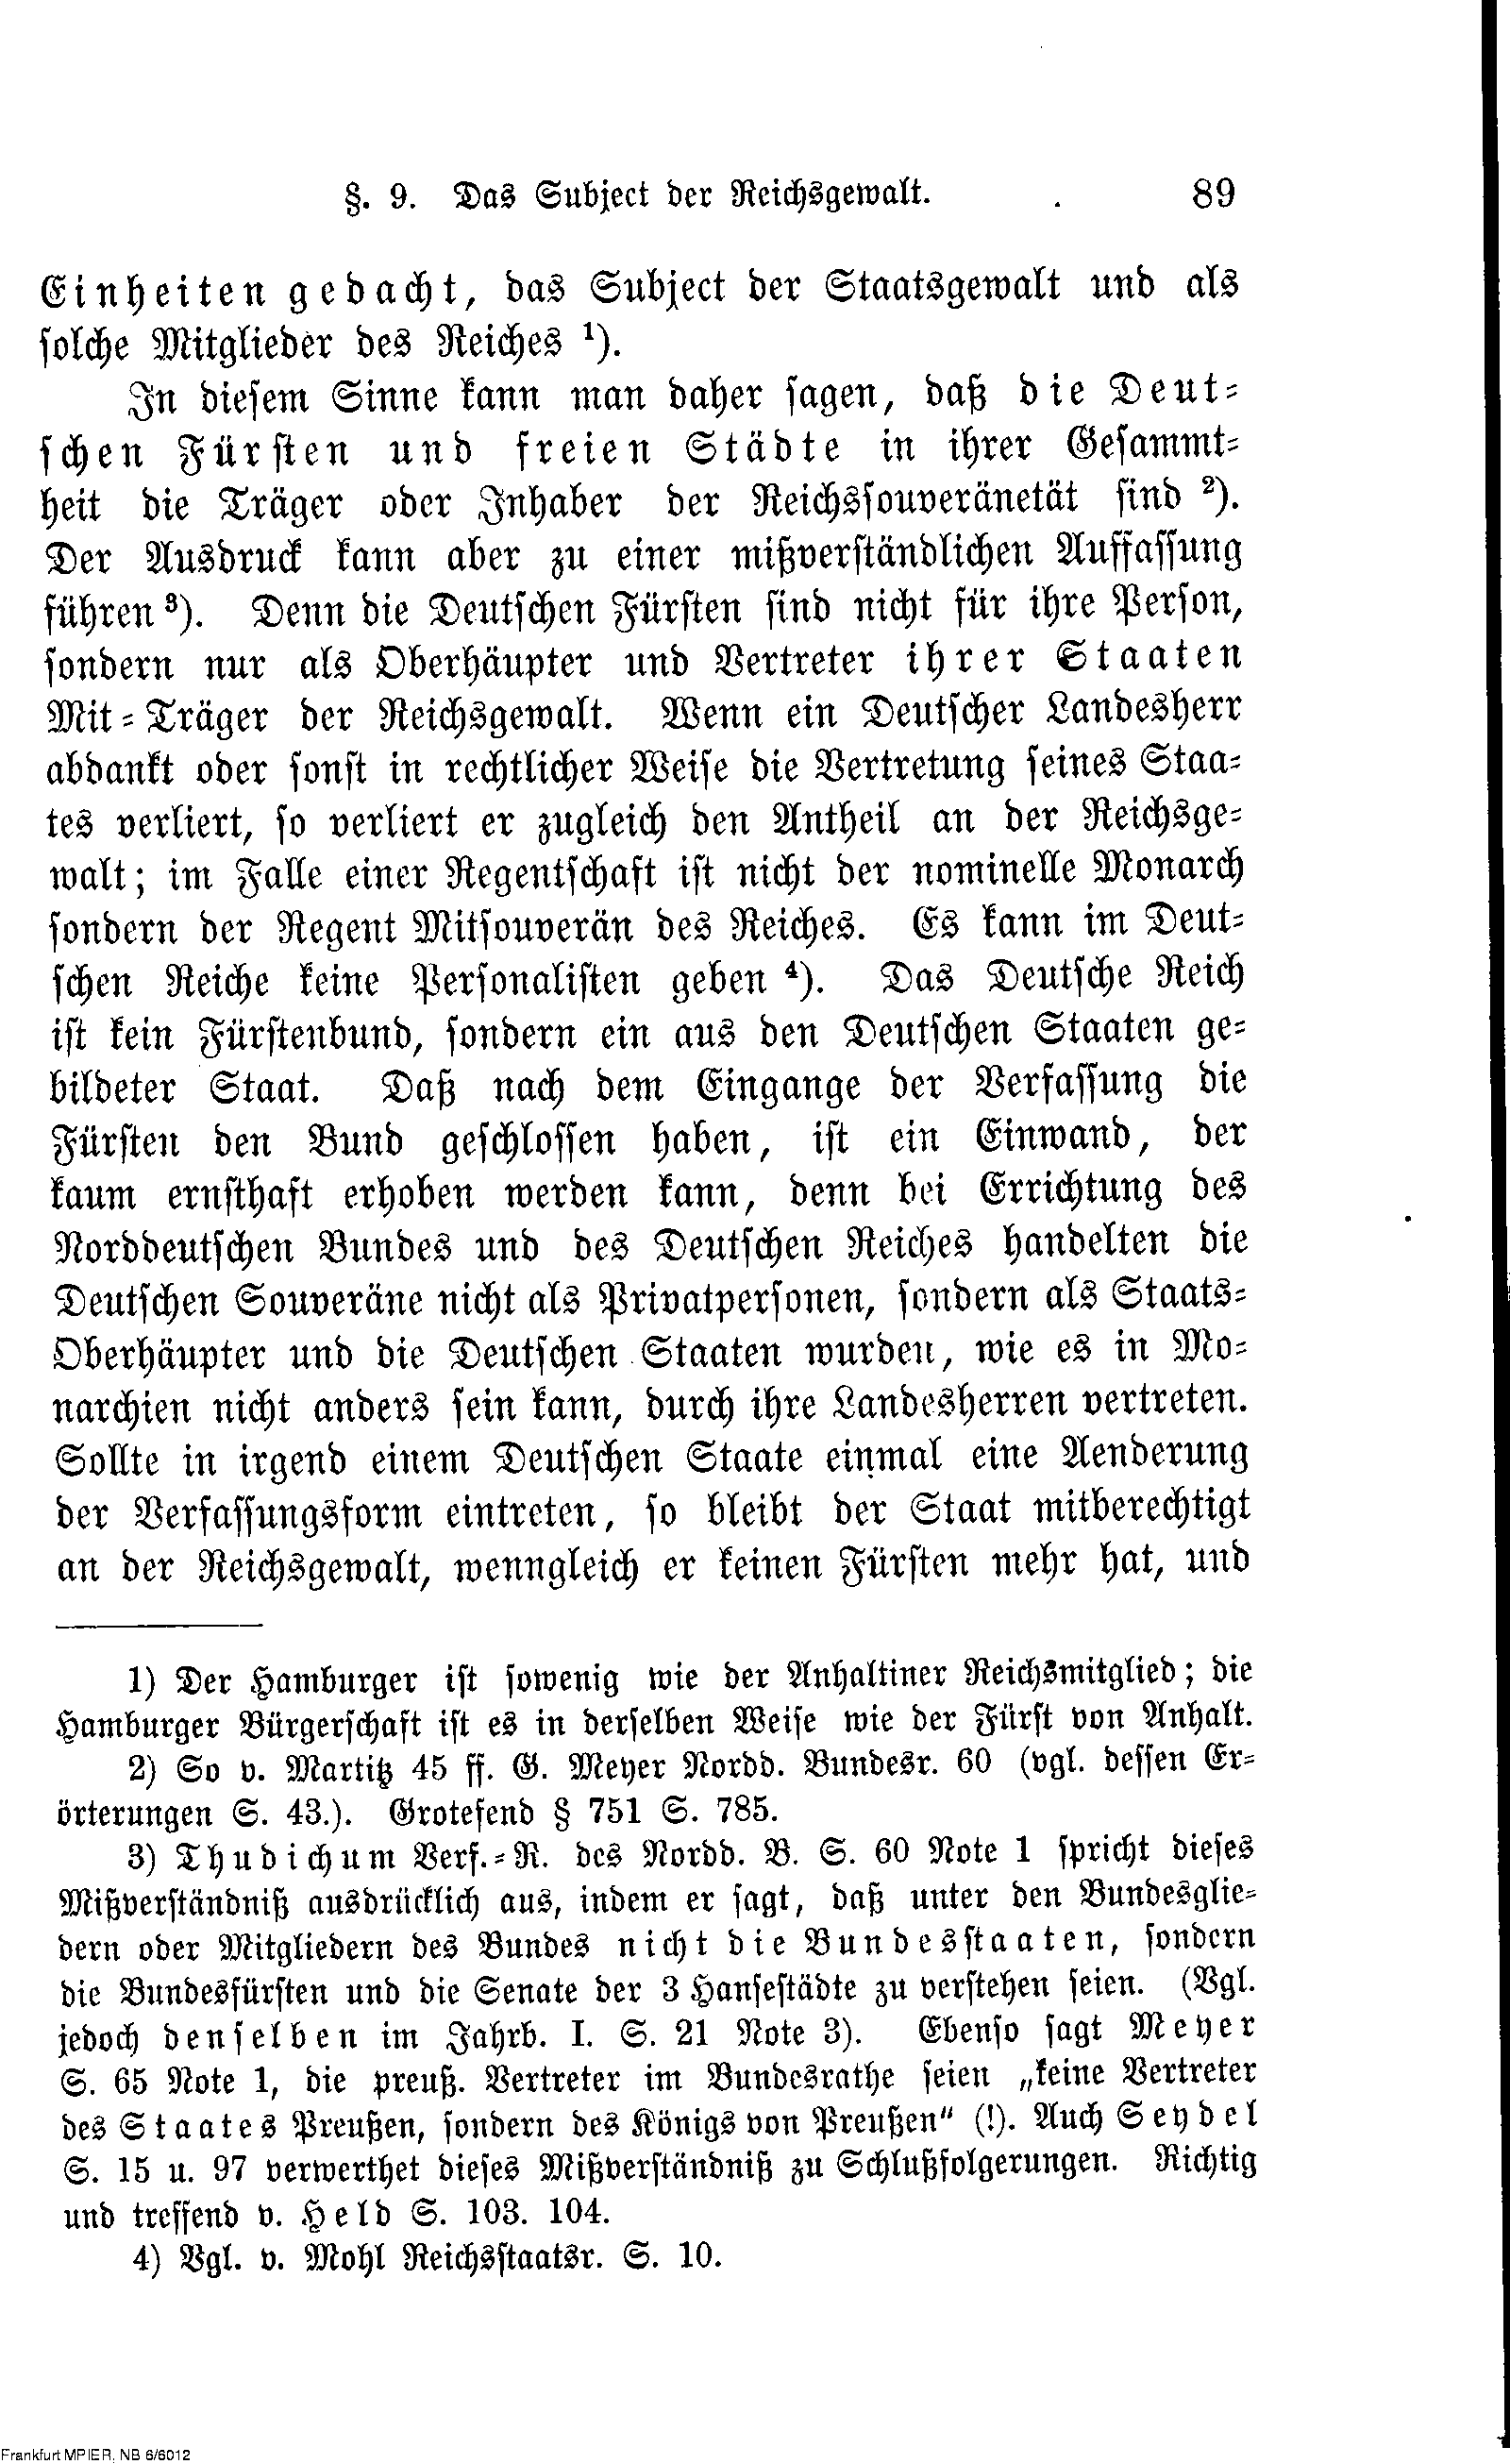 §. 9. Das Subject der Reichsgewalt. 89
Einheiten gedacht, das Subject der Staatsgewalt und als
solche Mitglieder des Reiches ¹).
In diesem Sinne kann man daher sagen, daß die Deut-
schen Fürsten und freien Städte in ihrer Gesammt-
heit die Träger oder Inhaber der Reichssouveränetät sind ²).
Der Ausdruck kann aber zu einer mißverständlichen Auffassung
führen ³). Denn die Deutschen Fürsten sind nicht für ihre Person,
sondern nur als Oberhäupter und Vertreter ihrer Staaten
Mit-Träger der Reichsgewalt. Wenn ein Deutscher Landesherr
abdankt oder sonst in rechtlicher Weise die Vertretung seines Staa-
tes verliert, so verliert er zugleich den Antheil an der Reichsge-
walt; im Falle einer Regentschaft ist nicht der nominelle Monarch
sondern der Regent Mitsouverän des Reiches. Es kann im Deut-
schen Reiche keine Personalisten geben ⁴). Das Deutsche Reich
ist kein Fürstenbund, sondern ein aus den Deutschen Staaten ge-
bildeter Staat. Daß nach dem Eingange der Verfassung die
Fürsten den Bund geschlossen haben, ist ein Einwand, der
kaum ernsthaft erhoben werden kann, denn bei Errichtung des
Norddeutschen Bundes und des Deutschen Reiches handelten die
Deutschen Souveräne nicht als Privatpersonen, sondern als Staats-
Oberhäupter und die Deutschen Staaten wurden, wie es in Mo-
narchien nicht anders sein kann, durch ihre Landesherren vertreten.
Sollte in irgend einem Deutschen Staate einmal eine Aenderung
der Verfassungsform eintreten, so bleibt der Staat mitberechtigt
an der Reichsgewalt, wenngleich er keinen Fürsten mehr hat, und
1) Der Hamburger ist sowenig wie der Anhaltiner Reichsmitglied; die
Hamburger Bürgerschaft ist es in derselben Weise wie der Fürst von Anhalt.
2) So v. Martitz 45 ff. G. Meyer Nordd. Bundesr. 60 (vgl. dessen Er-
örterungen S. 43.). Grotefend § 751 S. 785.
3) Thudichum Verf.-R. des Nordd. B. S. 60 Note 1 spricht dieses
Mißverständniß ausdrücklich aus, indem er sagt, daß unter den Bundesglie-
dern oder Mitgliedern des Bundes nicht die Bundesstaaten, sondern
die Bundesfürsten und die Senate der 3 Hansestädte zu verstehen seien. (Vgl.
jedoch denselben im Jahrb. I. S. 21 Note 3). Ebenso sagt Meyer
S. 65 Note 1, die preuß. Vertreter im Bundesrathe seien „keine Vertreter
des Staates Preußen, sondern des Königs von Preußen“ (!). Auch Seydel
S. 15 u. 97 verwerthet dieses Mißverständniß zu Schlußfolgerungen. Richtig
und treffend v. Held S. 103. 104.
4) Vgl. v. Mohl Reichsstaatsr. S. 10.
Frankfurt MPIER, NB 6/6012